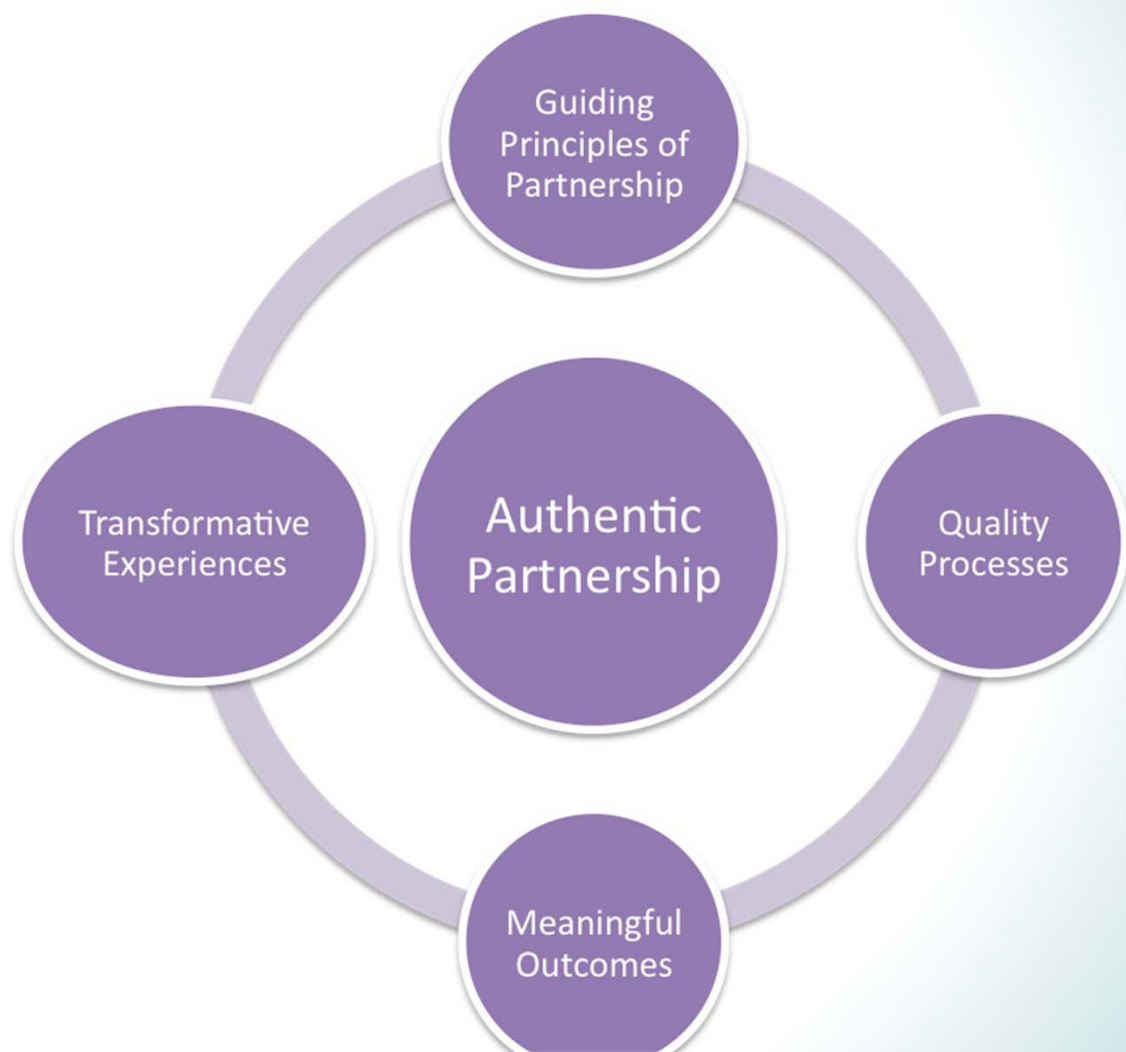 Guiding
Principles of
Partnership
Transformative
Experiences
Authentic
Partnership
Quality
Processes
Meaningful
Outcomes